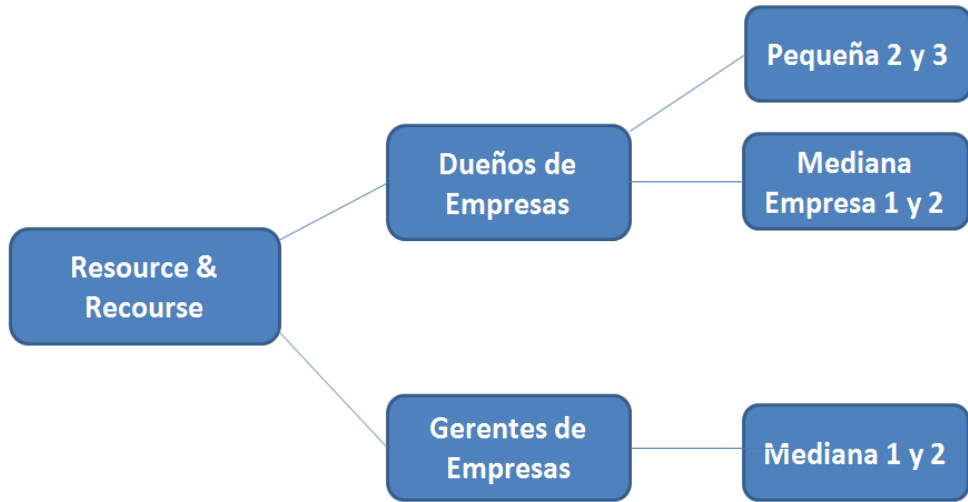 Resource &
Recourse
Dueños de
Empresas
Pequeña 2 y 3
Mediana
Empresa 1 y 2
Gerentes de
Empresas
Mediana 1 y 2